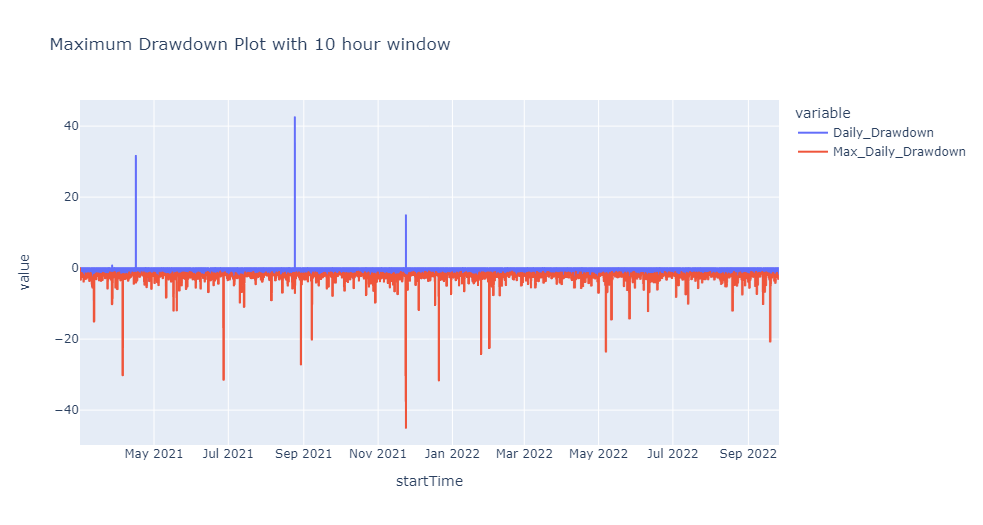 Maximum Drawdown Plot with 10 hour window
variable
Daily_Drawdown
Max_Daily_Drawdown
40
20
0
−20
−40
value
May 2021 Jul 2021 Sep 2021 Nov 2021 Jan 2022 Mar 2022 May 2022 Jul 2022 Sep 2022
startTime